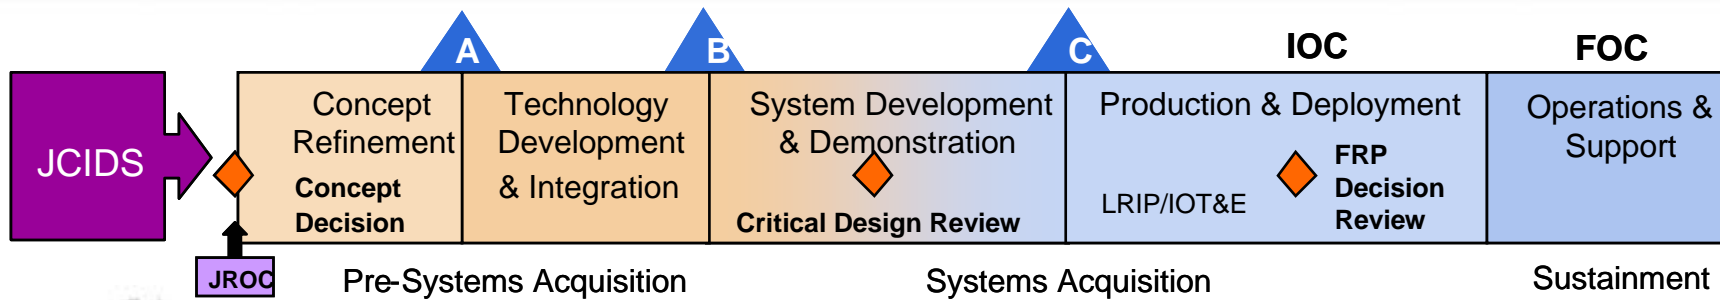 A
B
C
IOC
FOC
JCIDS
Concept
Refinement
Concept
Decision
Technology
Development
& Integration
System Development
& Demonstration
Critical Design Review
Production & Deployment
LRIP/IOT&E
FRP
Decision
Review
Operations &
Support
JROC
Pre-Systems Acquisition
Systems Acquisition
Sustainment